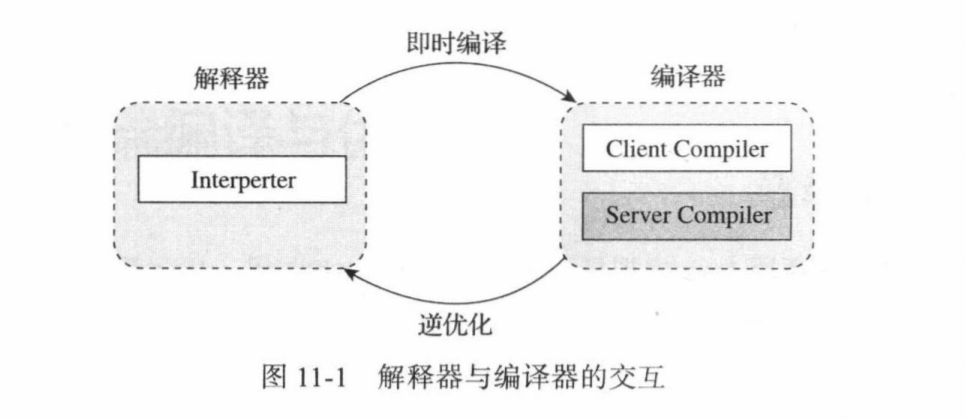 即时编译
解释器
编译器
Interperter
Client Compiler
Server Compiler
逆优化
图 11-1 解释器与编译器的交互